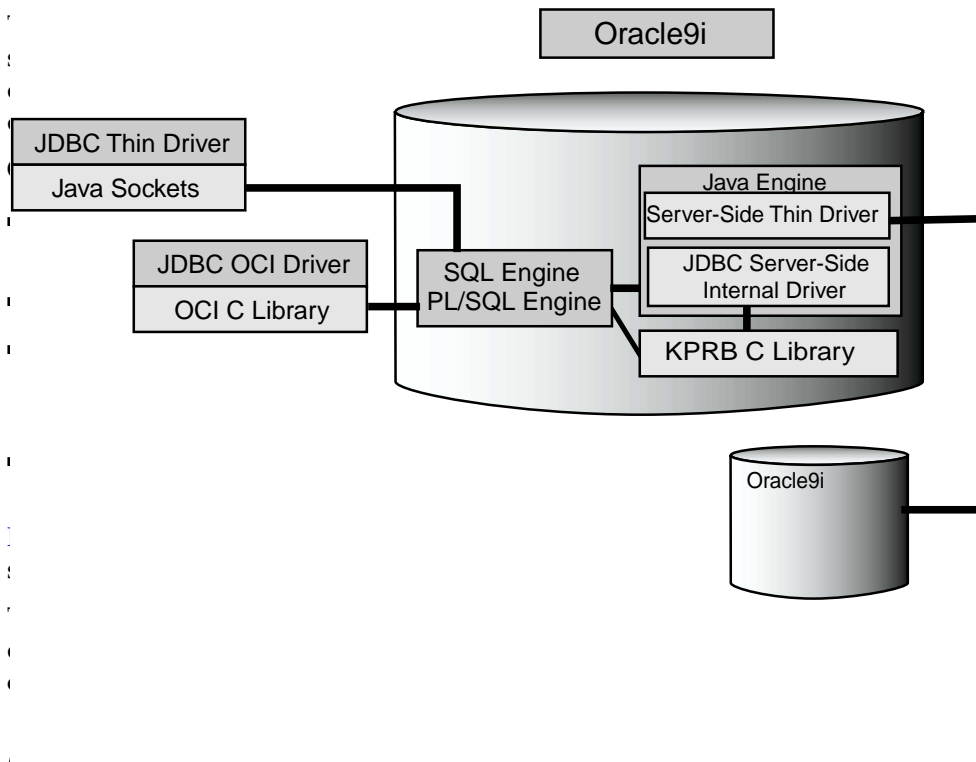 Oracle9i
JDBC Thin Driver
Java Sockets
JDBC OCI Driver
OCI C Library
SQL Engine
PL/SQL Engine
Java Engine
Server-Side Thin Driver
JDBC Server-Side
Internal Driver
KPRB C Library
Oracle9i